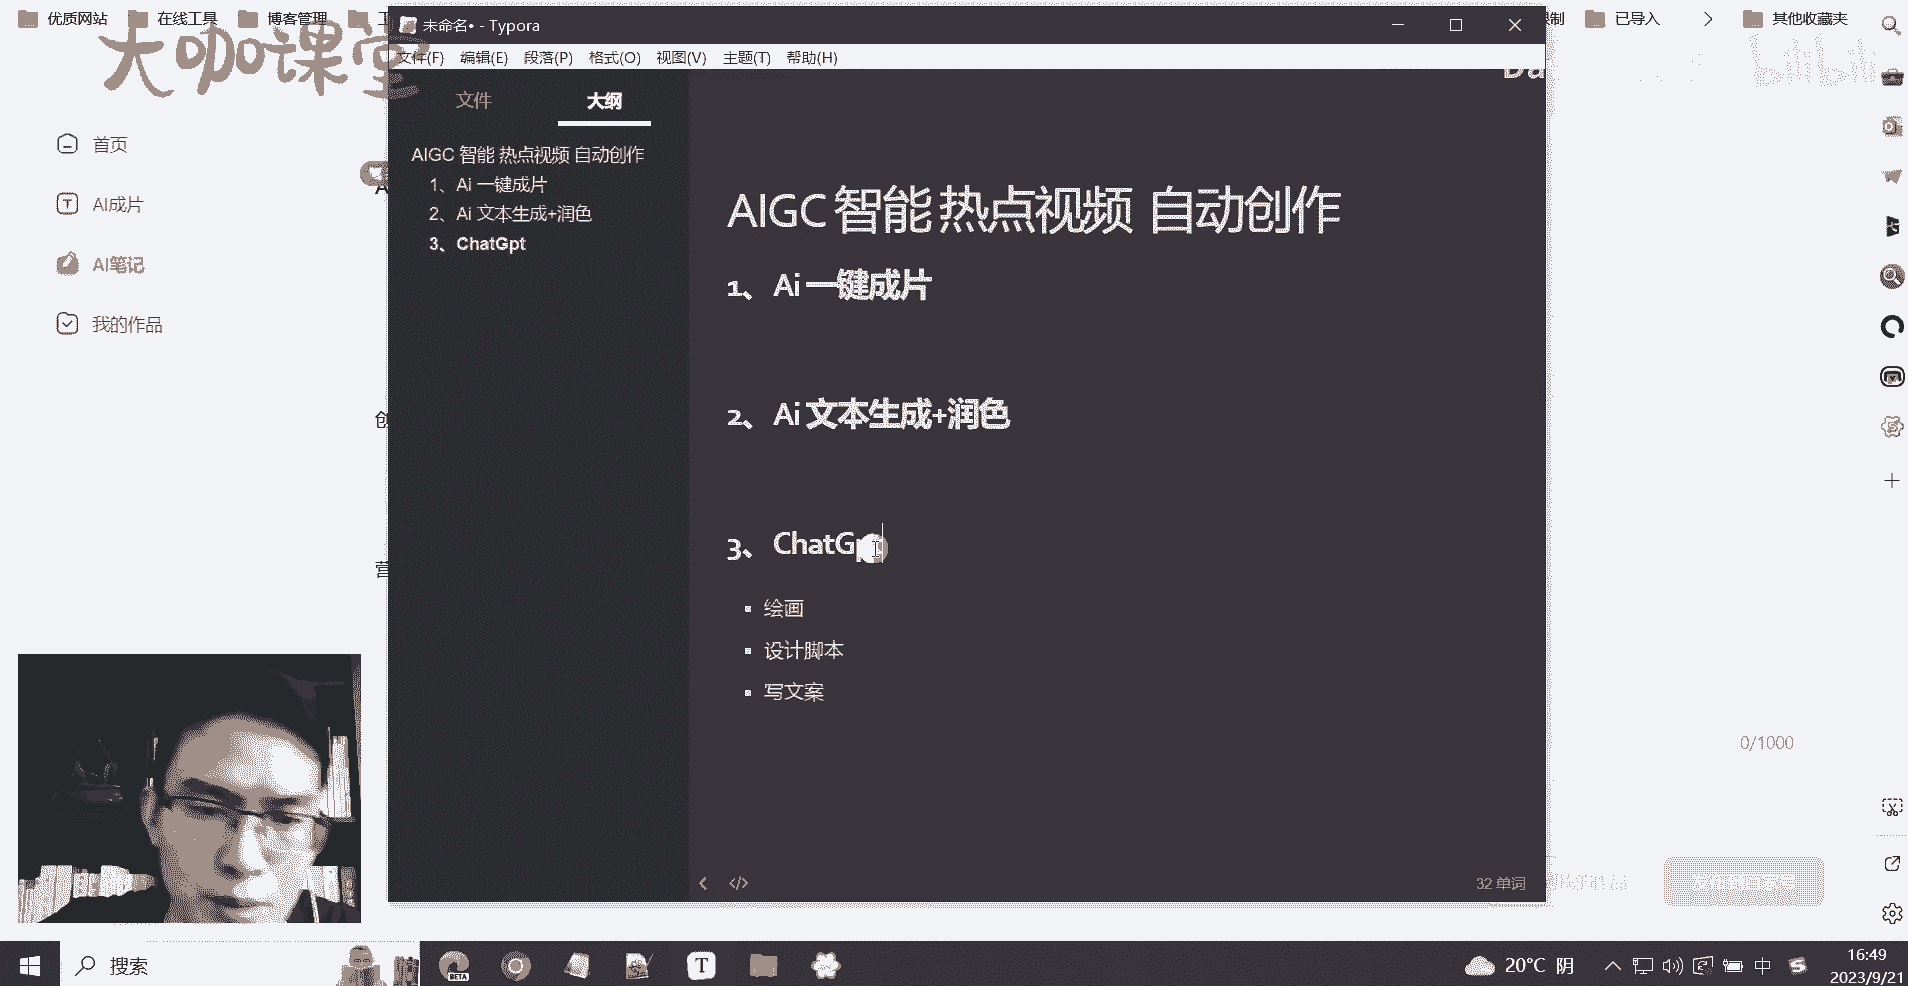 优质网站
在线工具
博客管理
已导入
其他收藏夹
大咖课堂
未命名• - Typora
文件(F) 编辑(E) 段落(P) 格式(O) 视图(V) 主题(T) 帮助(H)
bilibili
文件 大纲
首页
AI成片
AI笔记
我的作品
AIGC 智能 热点视频 自动创作
1、Ai 一键成片
2、Ai 文本生成+润色
3、ChatGpt
AIGC 智能 热点视频 自动创作
1、 Ai 一键成片
2、 Ai 文本生成+润色
3、 ChatGp
绘画
设计脚本
写文案
0/1000
32 单词
搜索
BETA
T
20°C 阴
中
16:49
2023/9/21